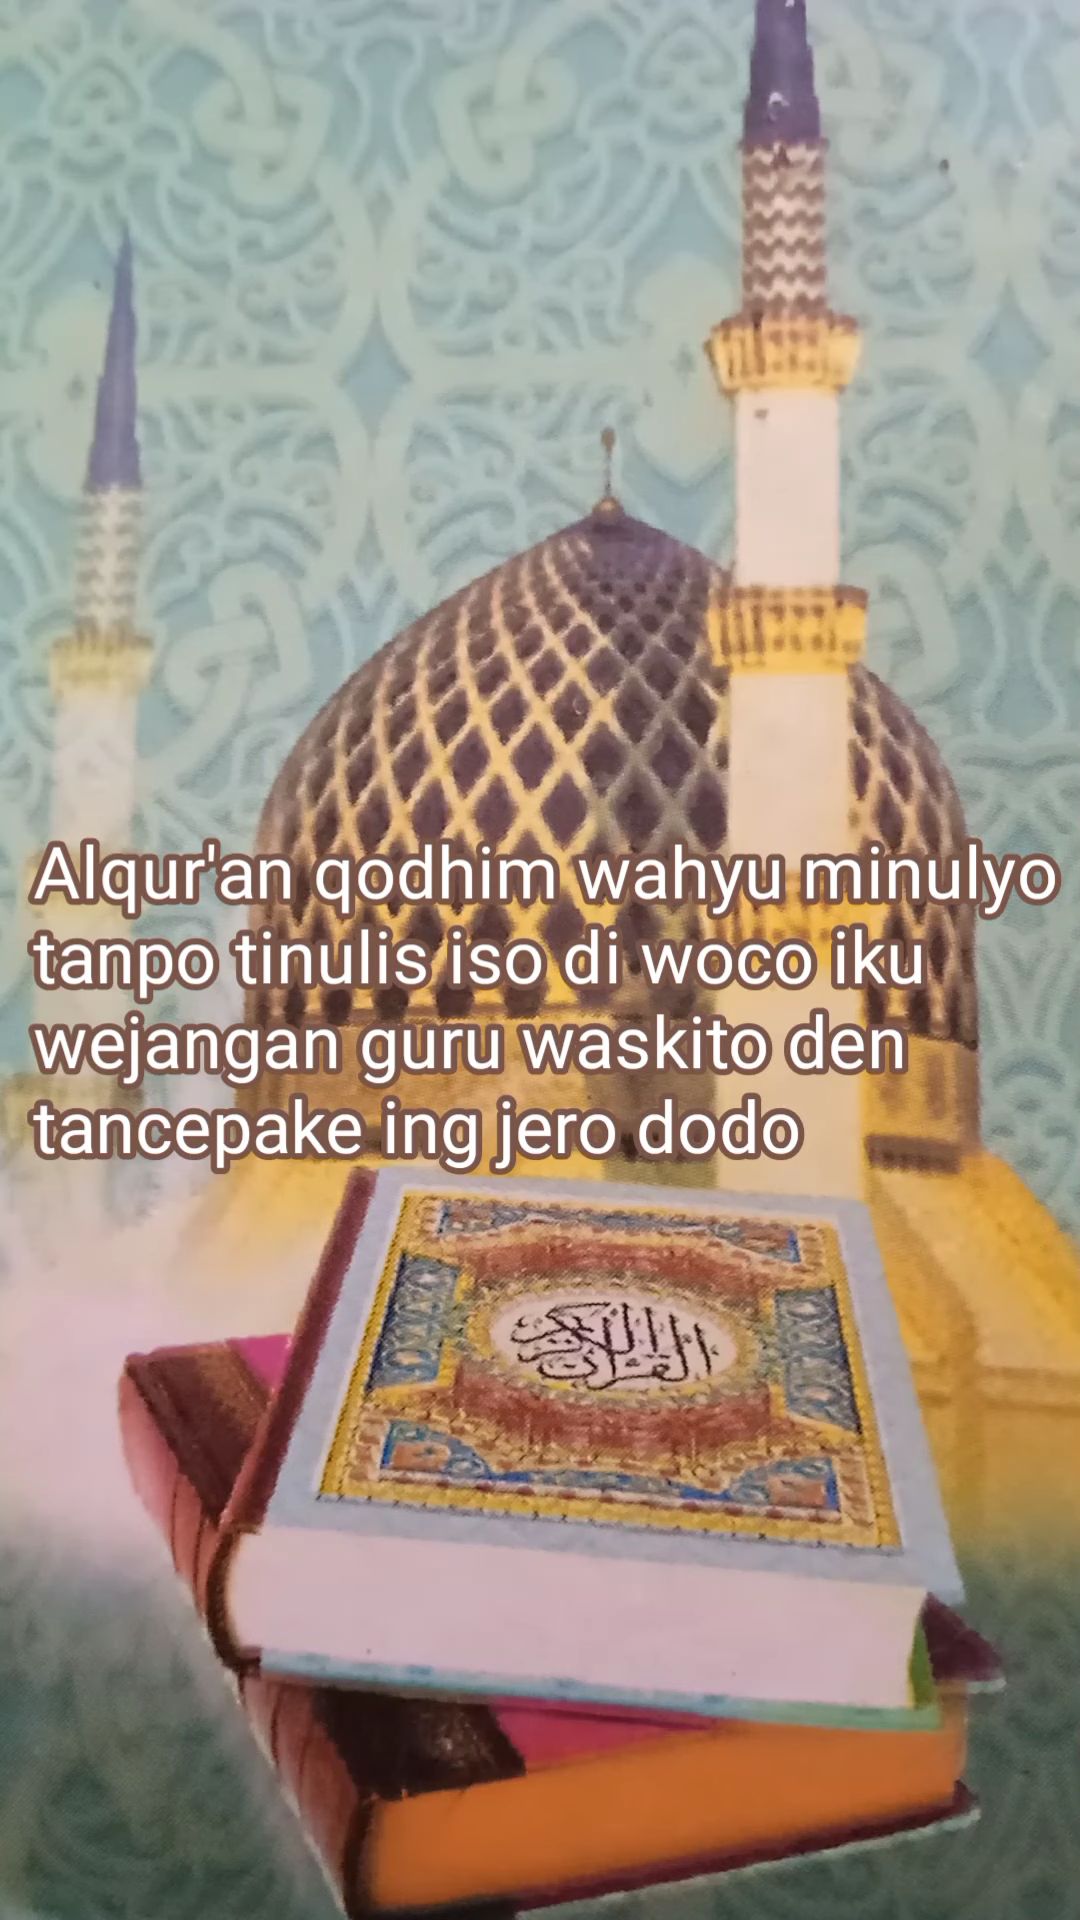 Alqur'an qodhim wahyu minulyo
tanpo tinulis iso di woco iku
wejangan guru waskito den
tancepake ing jero dodo
القرآن الكريم